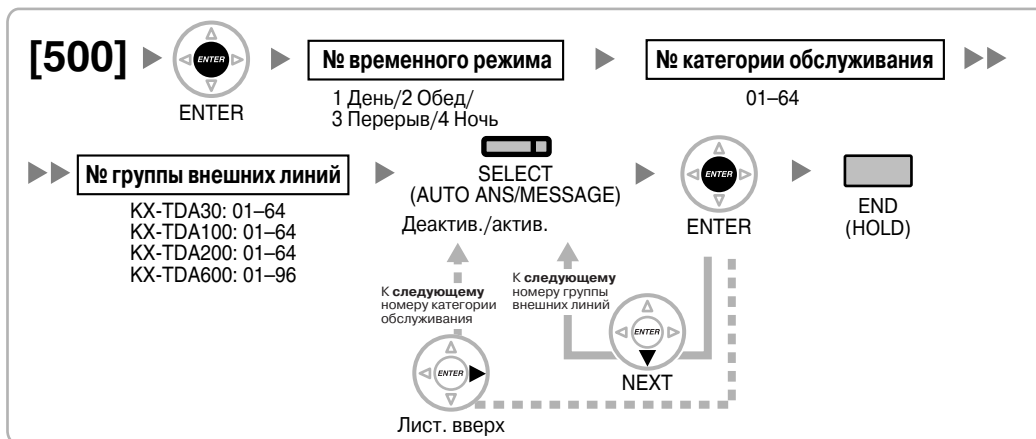 [500]
ENTER
ENTER
№ временного режима
1 День/2 Обед/
3 Перерыв/4 Ночь
№ категории обслуживания
01–64
№ группы внешних линий
KX-TDA30: 01–64
KX-TDA100: 01–64
KX-TDA200: 01–64
KX-TDA600: 01–96
SELECT
(AUTO ANS/MESSAGE)
Деактив./актив.
ENTER
ENTER
END
(HOLD)
К следующему
номеру категории
обслуживания
К следующему
номеру группы
внешних линий
ENTER
Лист. вверх
ENTER
NEXT